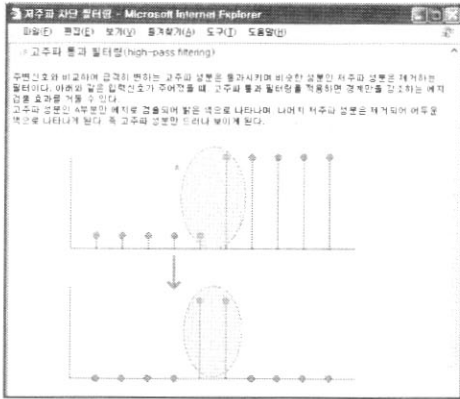 저주파 차단 필터링 - Microsoft Internet Explorer
파일(F) 편집(E) 보기(V) 즐겨찾기(A) 도구(T) 도움말(H)
고주파 통과 필터링(high-pass filtering)
주변신호와 비교하여 급격히 변하는 고주파 성분은 통과시키며 비슷한 성분인 저주파 성분은 제거하는
필터이다. 아래와 같은 입력신호가 주어졌을 때, 고주파 통과 필터링을 적용하면 경계만을 강조하는 에지
검출 효과를 거둘 수 있다.
고주파 성분인 A부분만 에지로 검출되어 밝은 색으로 나타나며, 나머지 저주파 성분은 제거되어 어두운
색으로 나타나게 된다. 즉 고주파 성분만 드러나 보이게 된다.